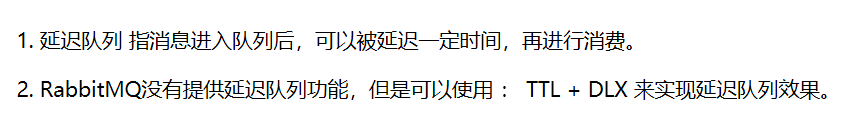 1. 延迟队列 指消息进入队列后，可以被延迟一定时间，再进行消费。
2. RabbitMQ没有提供延迟队列功能，但是可以使用 ： TTL + DLX 来实现延迟队列效果。